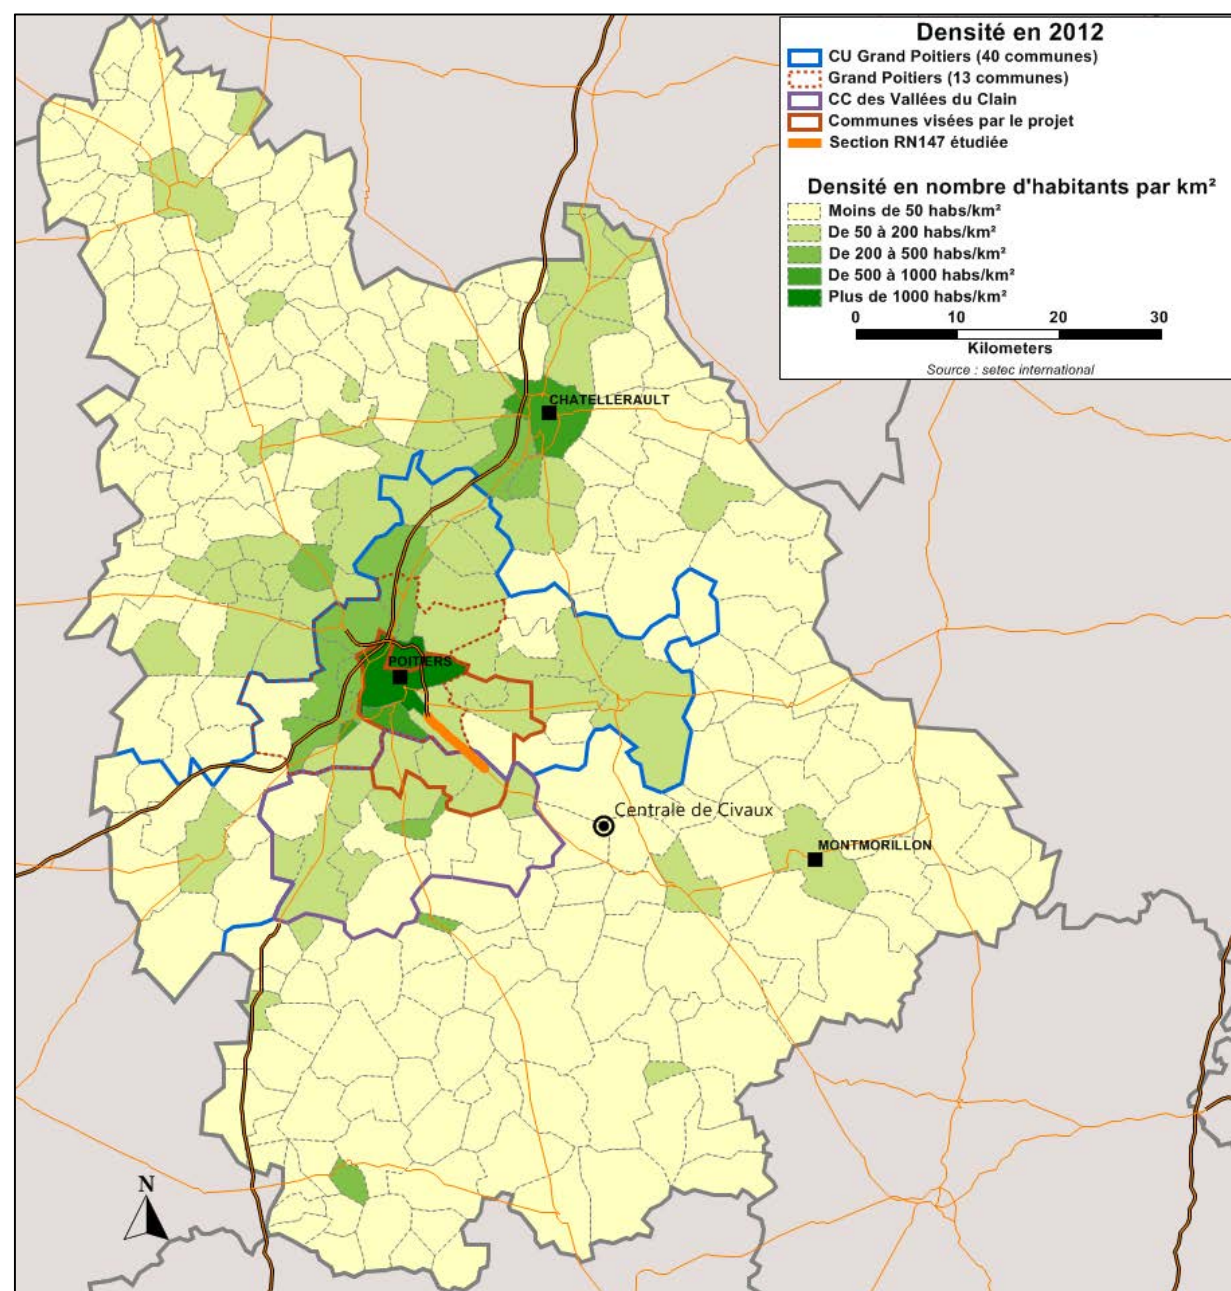 Densité en 2012
CU Grand Poitiers (40 communes)
Grand Poitiers (13 communes)
CC des Vallées du Clain
Communes visées par le projet
Section RN147 étudiée
Densité en nombre d'habitants par km²
Moins de 50 habs/km²
De 50 à 200 habs/km²
De 200 à 500 habs/km²
De 500 à 1000 habs/km²
Plus de 1000 habs/km²
0 10 20 30
Kilometers
Source : setec international
CHATELLERAULT
POITIERS
Centrale de Civaux
MONTMORILLON
N